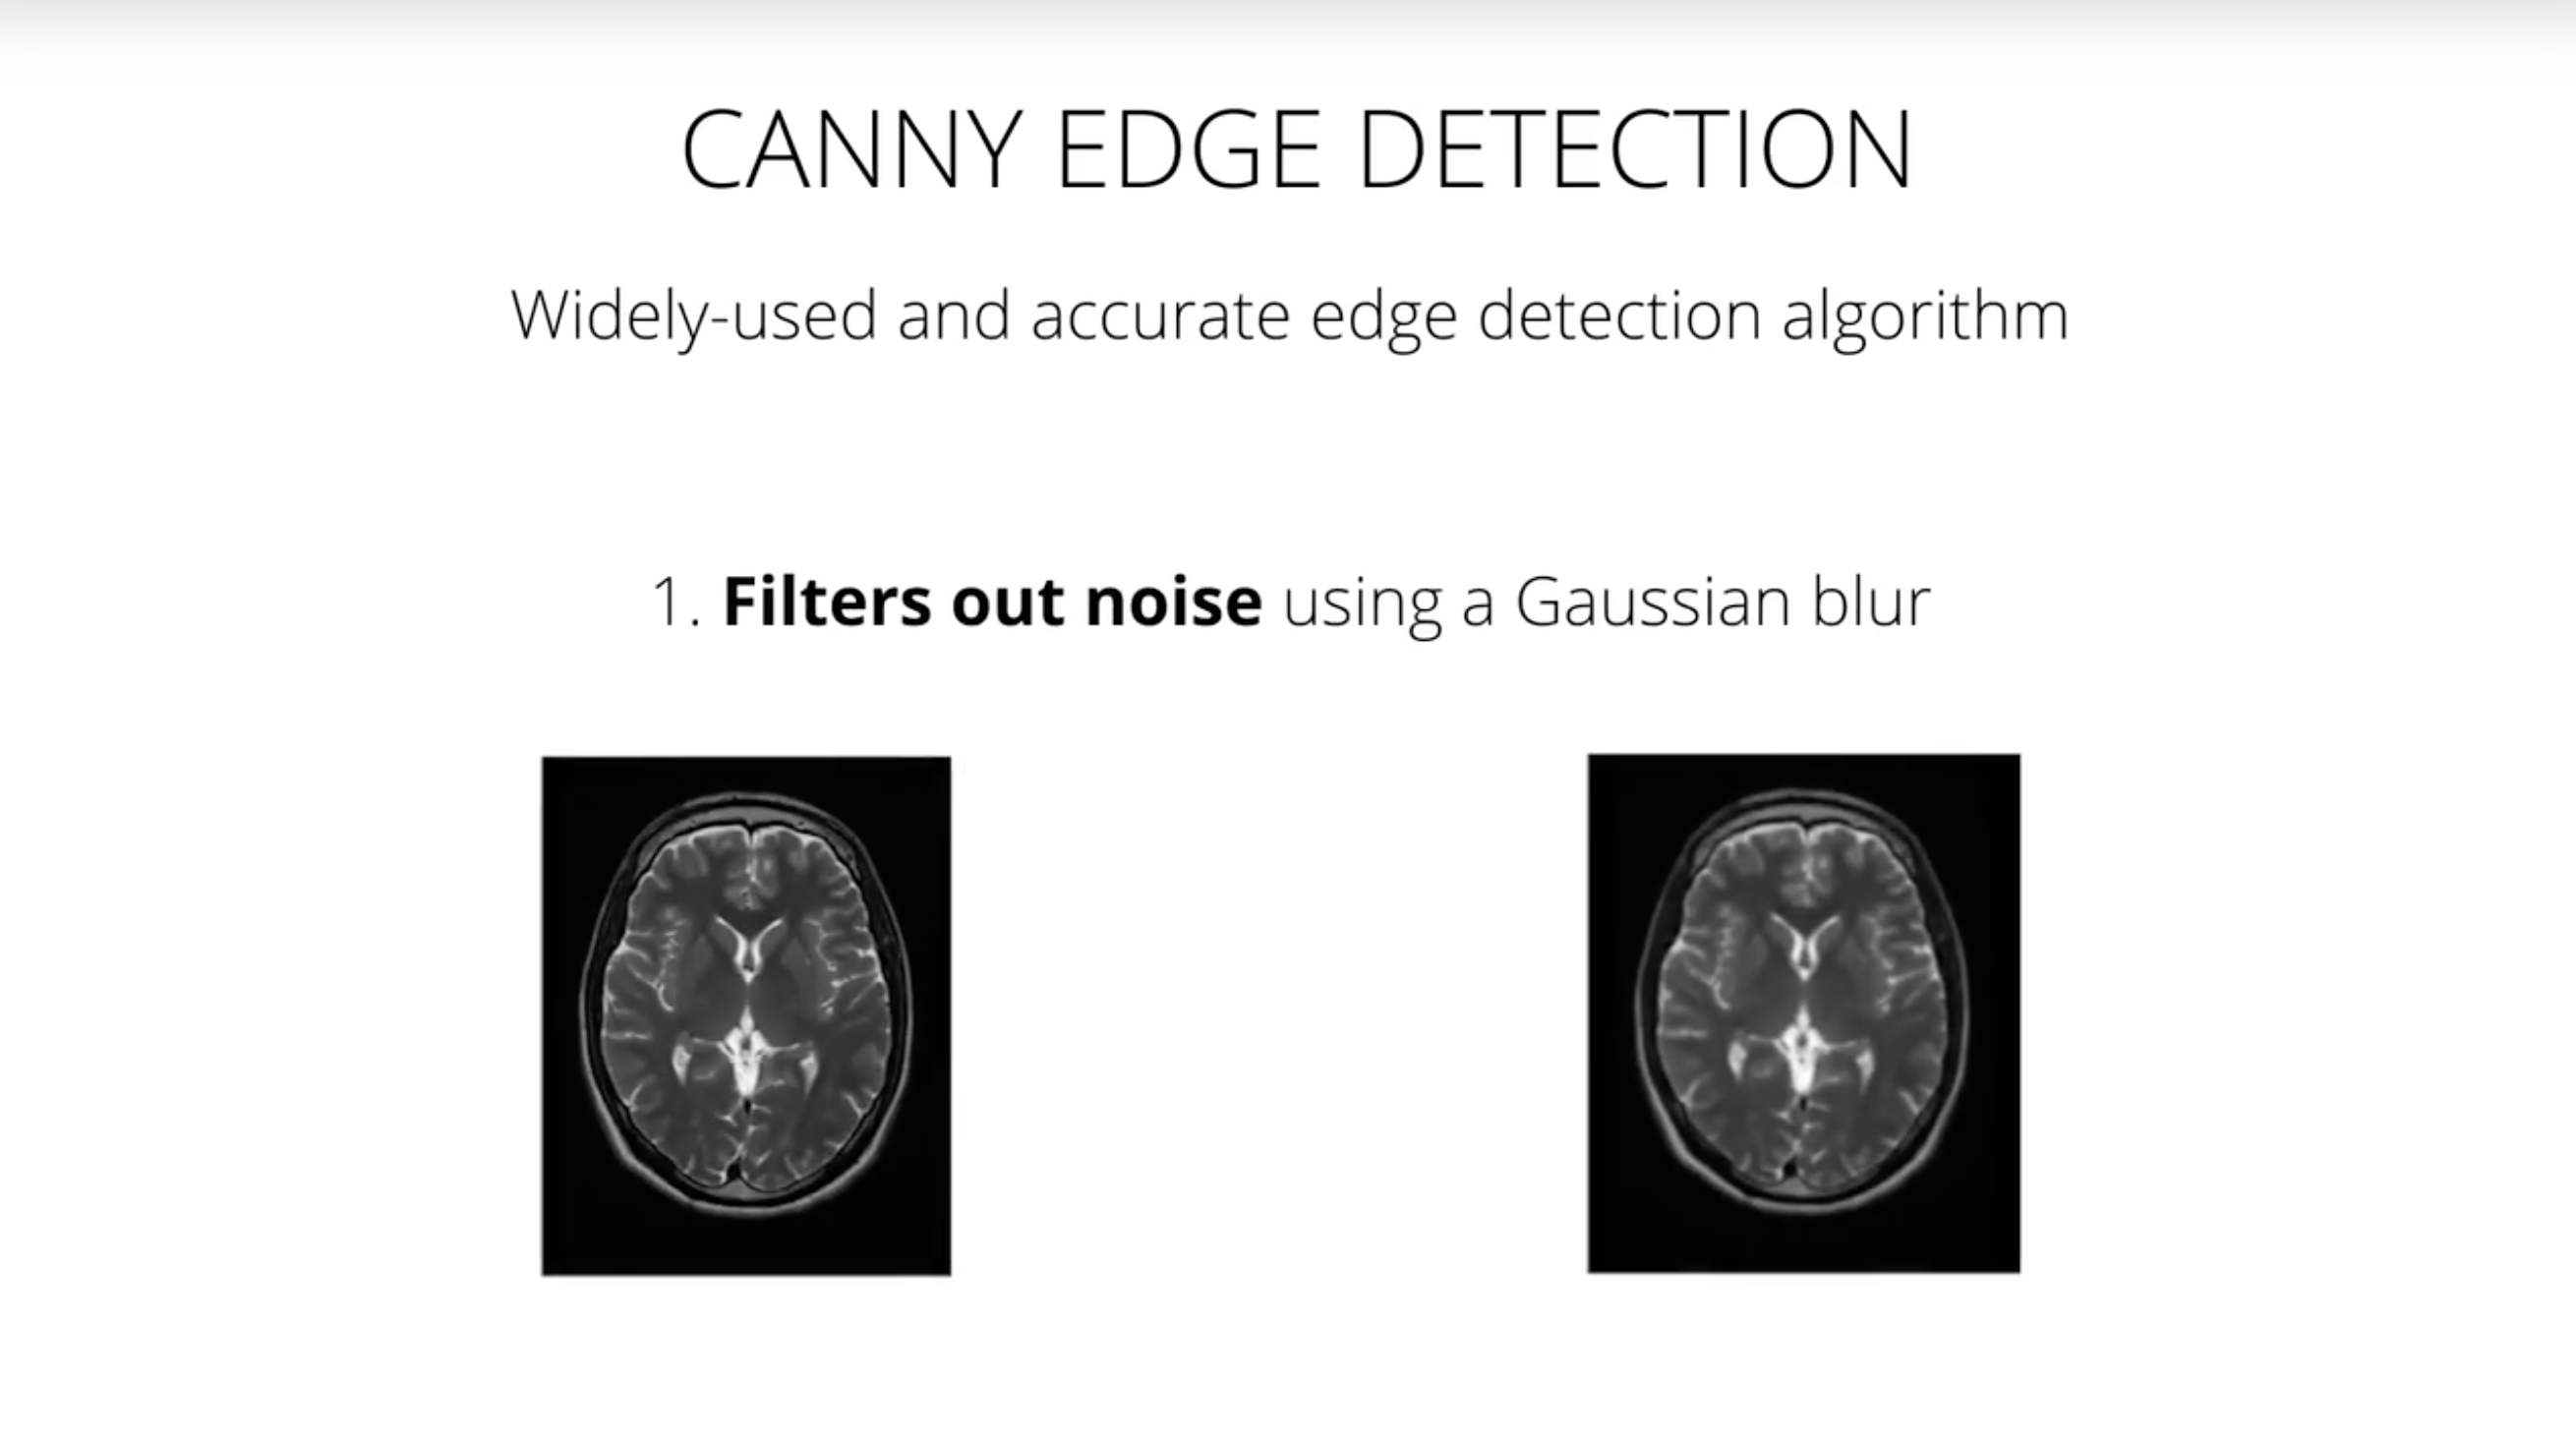 CANNY EDGE DETECTION
Widely-used and accurate edge detection algorithm
1. Filters out noise using a Gaussian blur